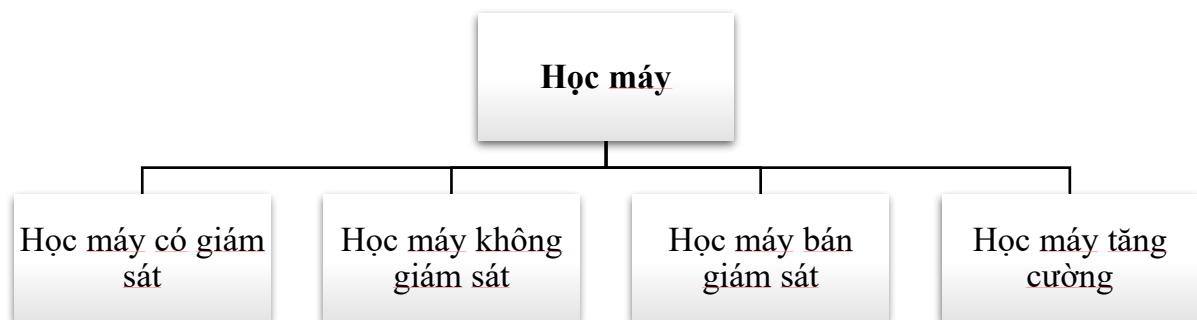 Học máy
Học máy có giám
sát
Học máy không
giám sát
Học máy bán
giám sát
Học máy tăng
cường